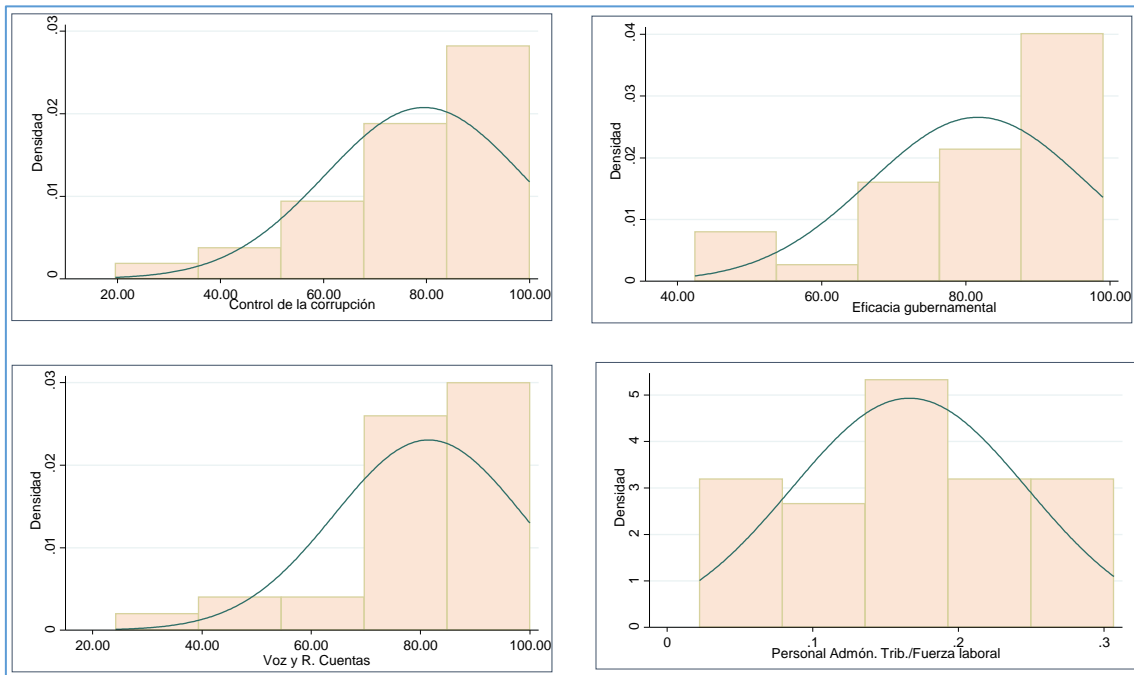 .03
.02
.01
0
Densidad
20.00 40.00 60.00 80.00 100.00
Control de la corrupción
.04
.03
.02
.01
0
Densidad
40.00 60.00 80.00 100.00
Eficacia gubernamental
.03
.02
.01
0
Densidad
20.00 40.00 60.00 80.00 100.00
Voz y R. Cuentas
5
4
3
2
1
0
Densidad
0 .1 .2 .3
Personal Admón. Trib./Fuerza laboral